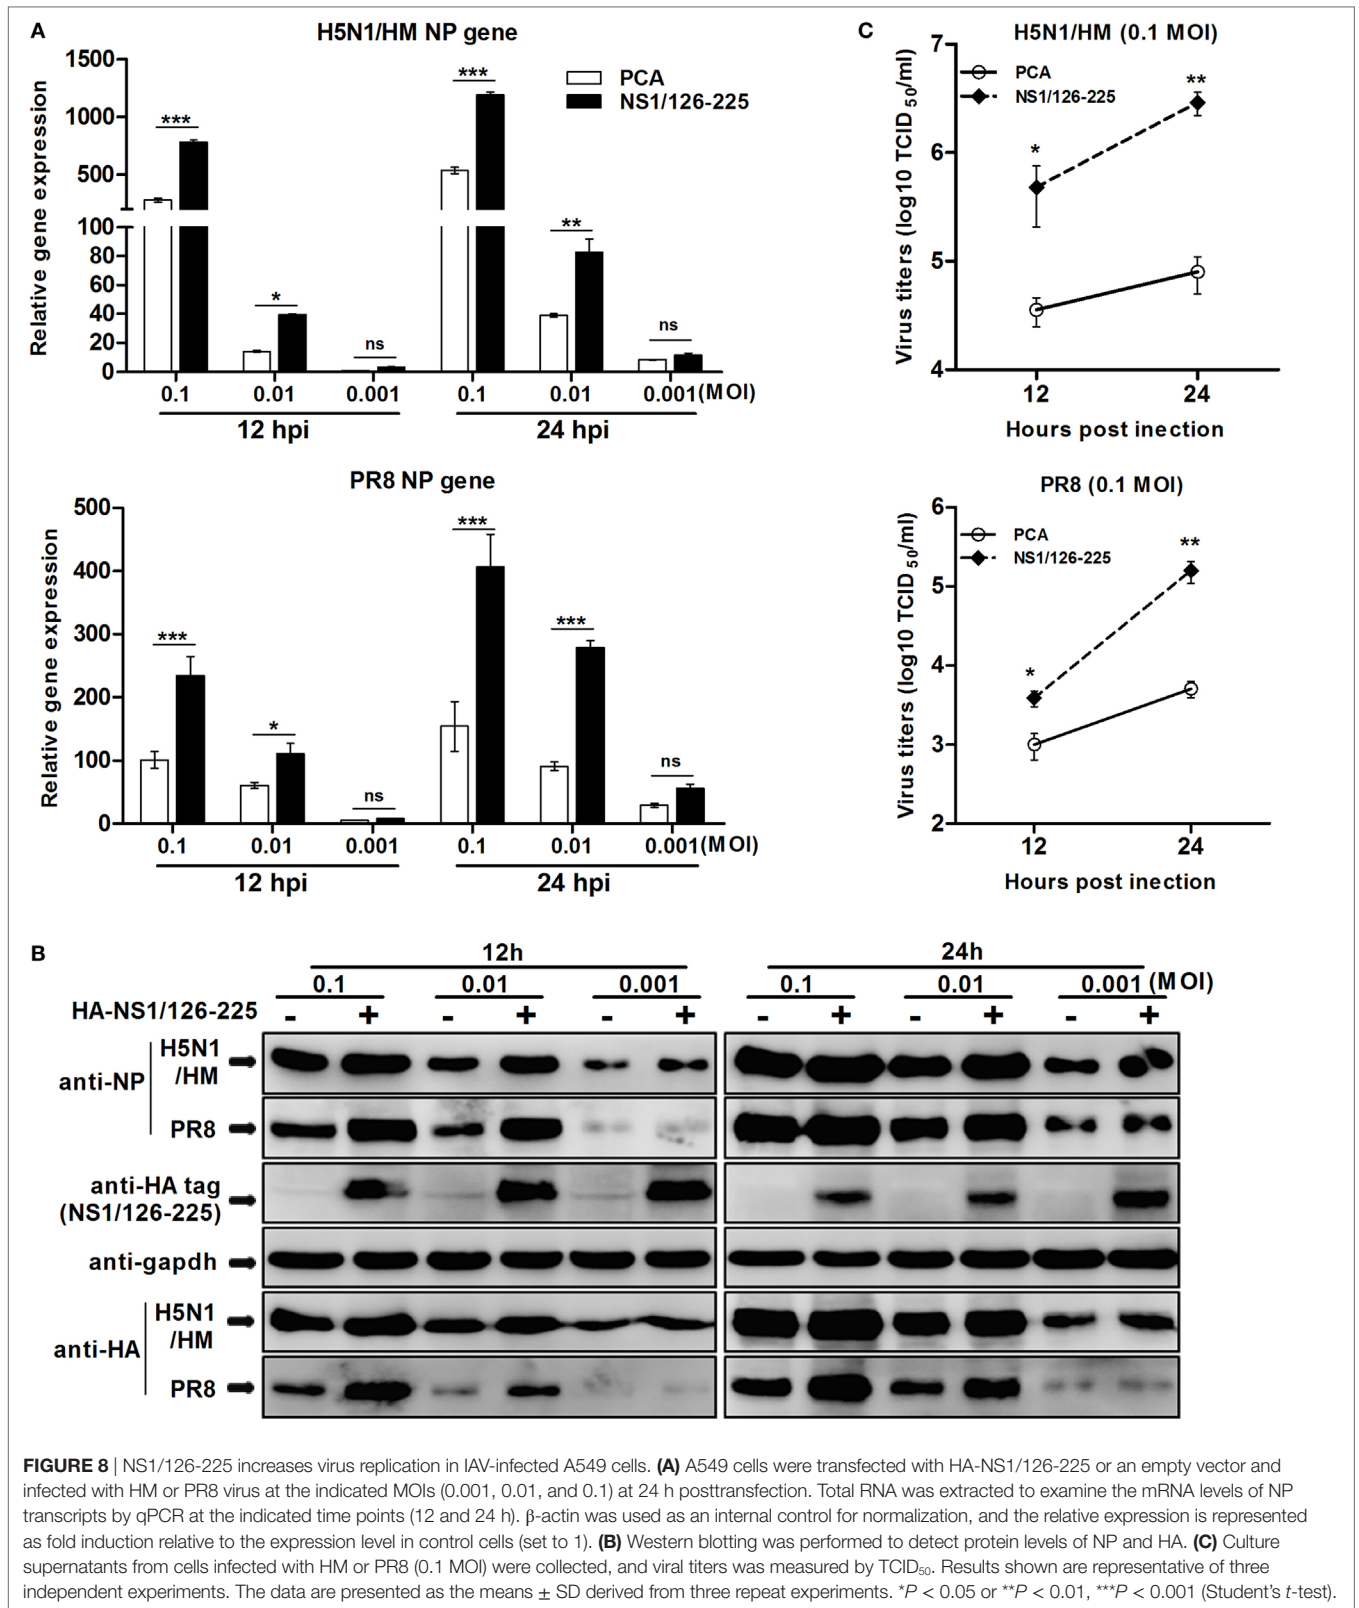 A
H5N1/HM NP gene
Relative gene expression
1500
1000
500
100
80
60
40
20
0
***
*
ns
***
**
ns
PCA
NS1/126-225
0.1 0.01 0.001 0.1 0.01 0.001(MOI)
12 hpi 24 hpi
PR8 NP gene
Relative gene expression
500
400
300
200
100
0
***
*
ns
***
***
ns
0.1 0.01 0.001 0.1 0.01 0.001(MOI)
12 hpi 24 hpi
C
H5N1/HM (0.1 MOI)
Virus titers (log10 TCID50/ml)
7
6
5
4
PCA
NS1/126-225
*
**
12 24
Hours post inection
PR8 (0.1 MOI)
Virus titers (log10 TCID50/ml)
6
5
4
3
2
PCA
NS1/126-225
*
**
12 24
Hours post inection
B
12h 24h
0.1 0.01 0.001 0.1 0.01 0.001 (MOI)
HA-NS1/126-225 - + - + - + - + - + - +
anti-NP
H5N1
/HM
PR8
anti-HA tag
(NS1/126-225)
anti-gapdh
anti-HA
H5N1
/HM
PR8
FIGURE 8 | NS1/126-225 increases virus replication in IAV-infected A549 cells. (A) A549 cells were transfected with HA-NS1/126-225 or an empty vector and
infected with HM or PR8 virus at the indicated MOIs (0.001, 0.01, and 0.1) at 24 h posttransfection. Total RNA was extracted to examine the mRNA levels of NP
transcripts by qPCR at the indicated time points (12 and 24 h). β-actin was used as an internal control for normalization, and the relative expression is represented
as fold induction relative to the expression level in control cells (set to 1). (B) Western blotting was performed to detect protein levels of NP and HA. (C) Culture
supernatants from cells infected with HM or PR8 (0.1 MOI) were collected, and viral titers was measured by TCID50. Results shown are representative of three
independent experiments. The data are presented as the means ± SD derived from three repeat experiments. *P < 0.05 or **P < 0.01, ***P < 0.001 (Student's t-test).